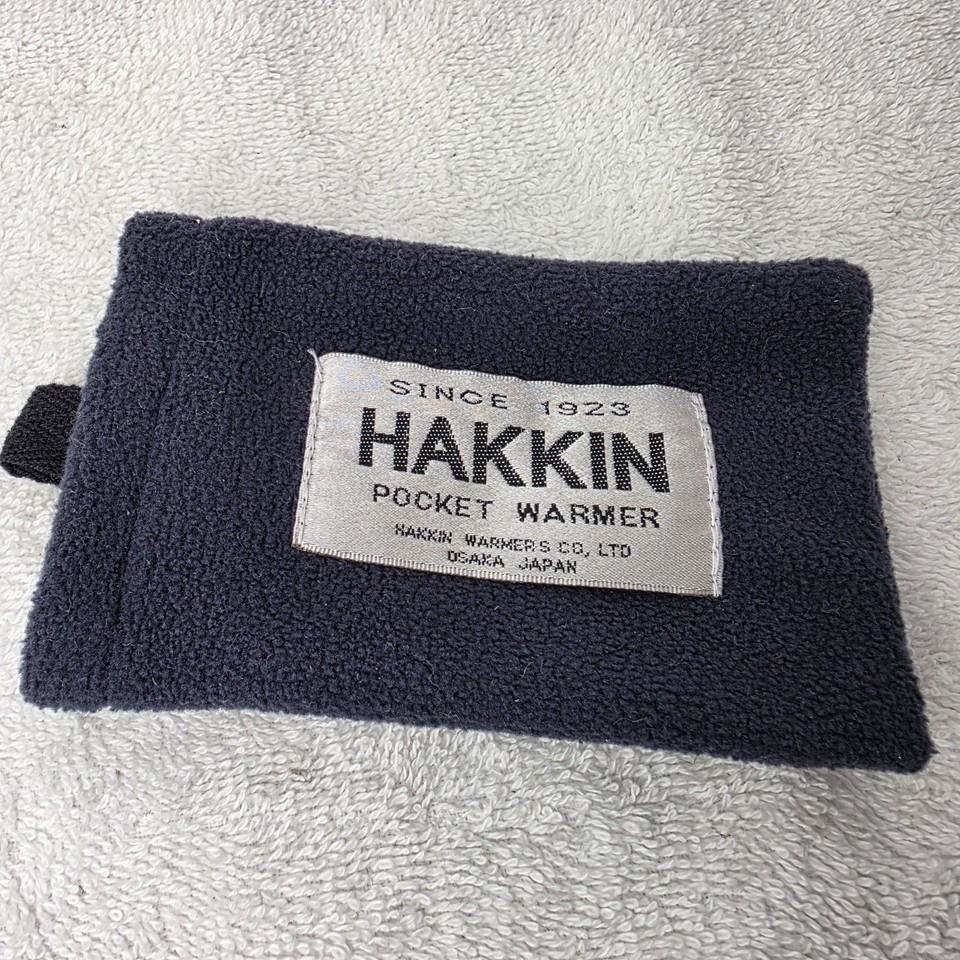 SINCE 1923
HAKKIN
POCKET WARMER
HAKKIN WARMERS CO, LTD
OSAKA JAPAN